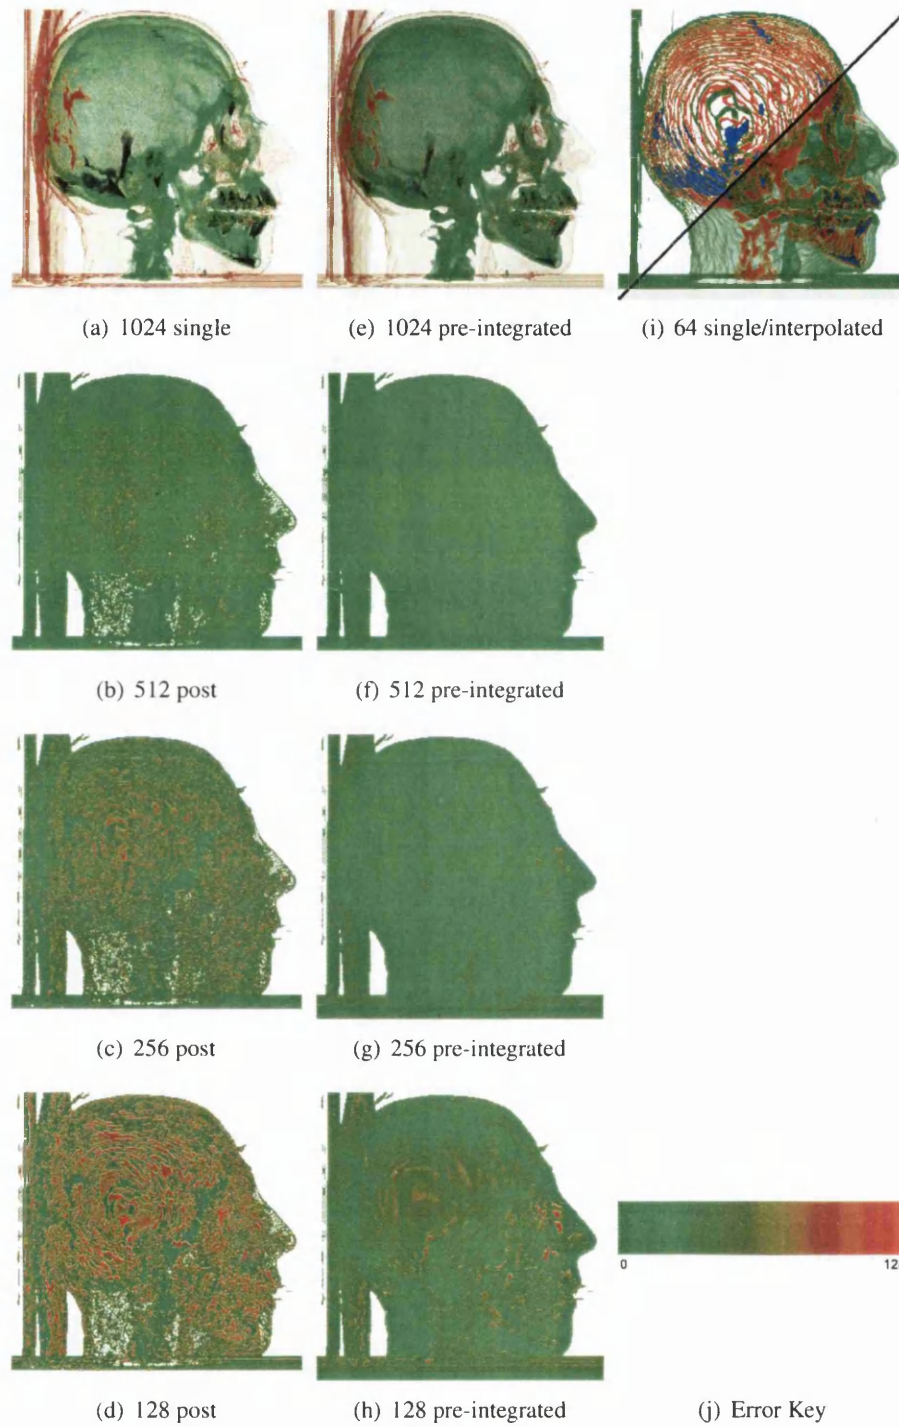 (a) 1024 single
(e) 1024 pre-integrated
(i) 64 single/interpolated
(b) 512 post
(f) 512 pre-integrated
(c) 256 post
(g) 256 pre-integrated
0
(d) 128 post
(h) 128 pre-integrated
(j) Error Key